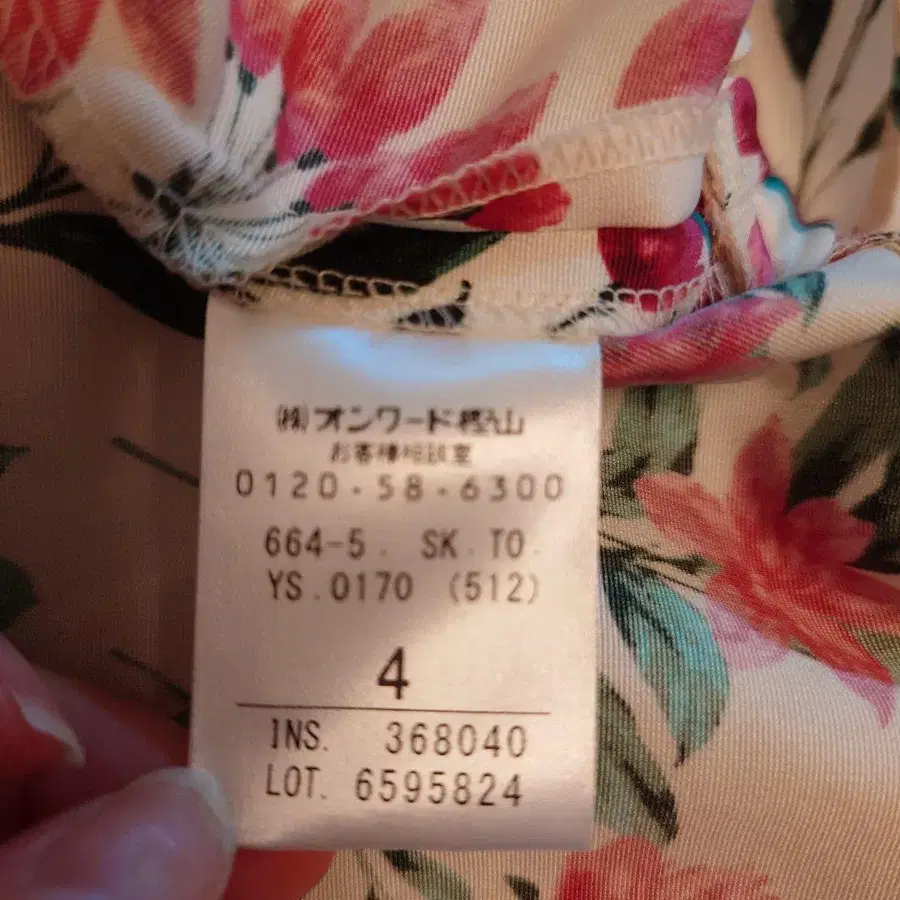 (株)オンワード樫山
お客様相談室
0120・58・6300
664-5. SK.TO.
YS.0170 (512)
4
INS. 368040
LOT. 6595824